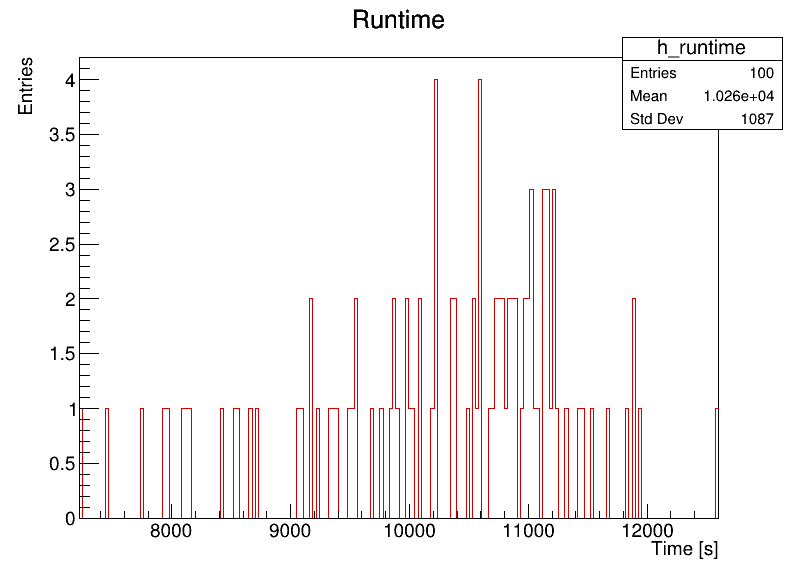 Runtime
h_runtime
Entries 100
Mean 1.026e+04
Std Dev 1087
Entries
4
3.5
3
2.5
2
1.5
1
0.5
0
8000 9000 10000 11000 12000
Time [s]